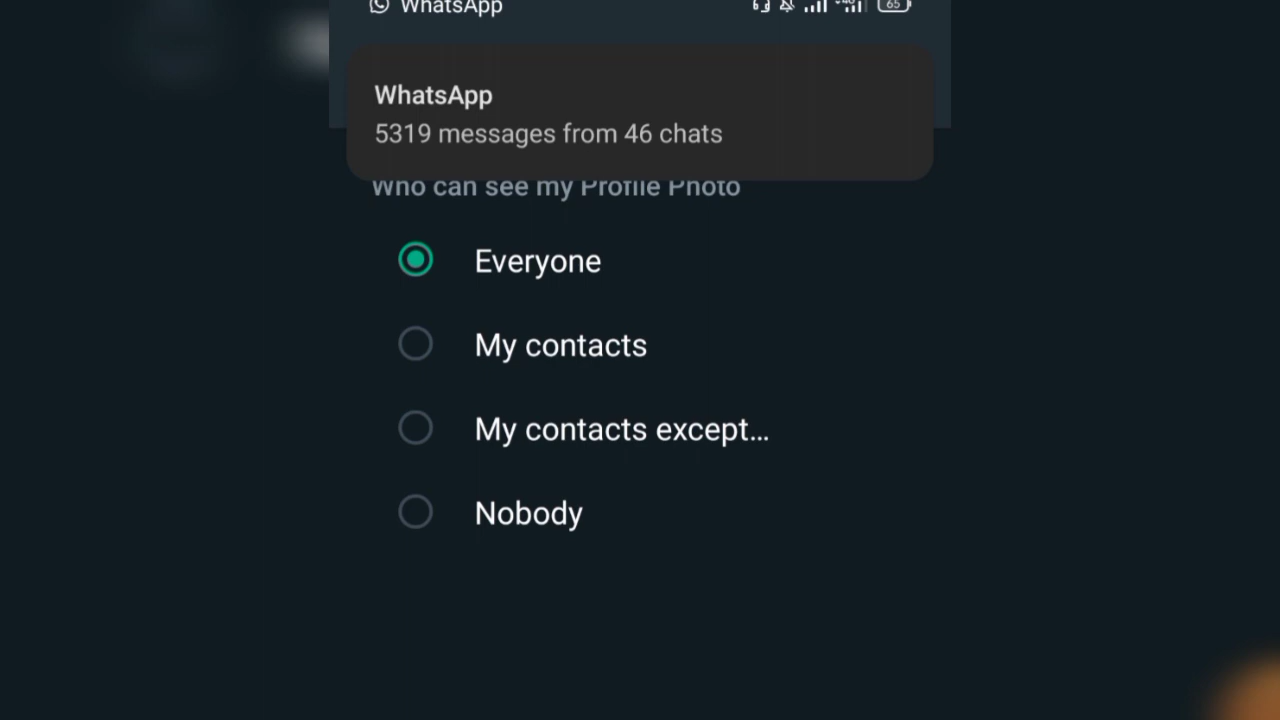 WhatsApp
65
WhatsApp
5319 messages from 46 chats
Who can see my Profile Photo
Everyone
My contacts
My contacts except...
Nobody